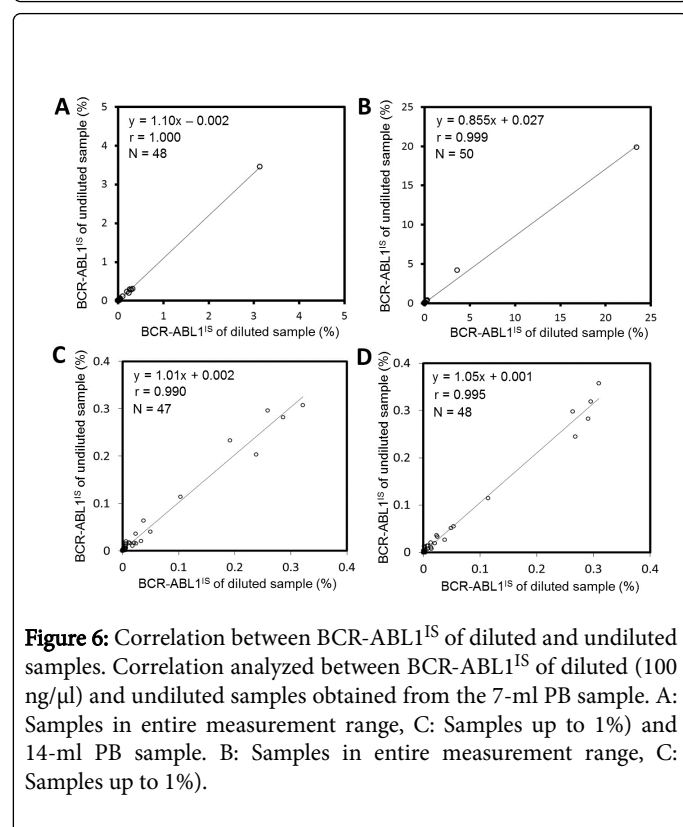 A
y = 1.10x – 0.002
r = 1.000
N = 48
5
4
3
2
1
0
0 1 2 3 4 5
BCR-ABL1IS of undiluted sample (%)
BCR-ABL1IS of diluted sample (%)
B
y = 0.855x + 0.027
r = 0.999
N = 50
25
20
15
10
5
0
0 5 10 15 20 25
BCR-ABL1IS of undiluted sample (%)
BCR-ABL1IS of diluted sample (%)
C
y = 1.01x + 0.002
r = 0.990
N = 47
0.4
0.3
0.2
0.1
0
0 0.1 0.2 0.3 0.4
BCR-ABL1IS of undiluted sample (%)
BCR-ABL1IS of diluted sample (%)
D
y = 1.05x + 0.001
r = 0.995
N = 48
0.4
0.3
0.2
0.1
0
0 0.1 0.2 0.3 0.4
BCR-ABL1IS of undiluted sample (%)
BCR-ABL1IS of diluted sample (%)
Figure 6: Correlation between BCR-ABL1IS of diluted and undiluted
samples. Correlation analyzed between BCR-ABL1IS of diluted (100
ng/μl) and undiluted samples obtained from the 7-ml PB sample. A:
Samples in entire measurement range, C: Samples up to 1%) and
14-ml PB sample. B: Samples in entire measurement range, C:
Samples up to 1%).